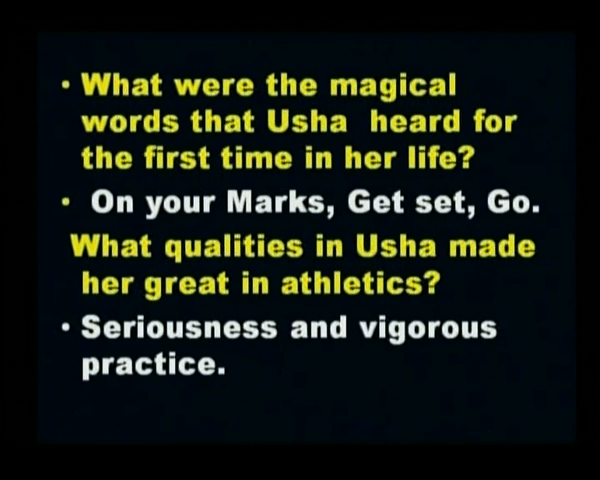 • What were the magical
words that Usha heard for
the first time in her life?
• On your Marks, Get set, Go.
What qualities in Usha made
her great in athletics?
• Seriousness and vigorous
practice.